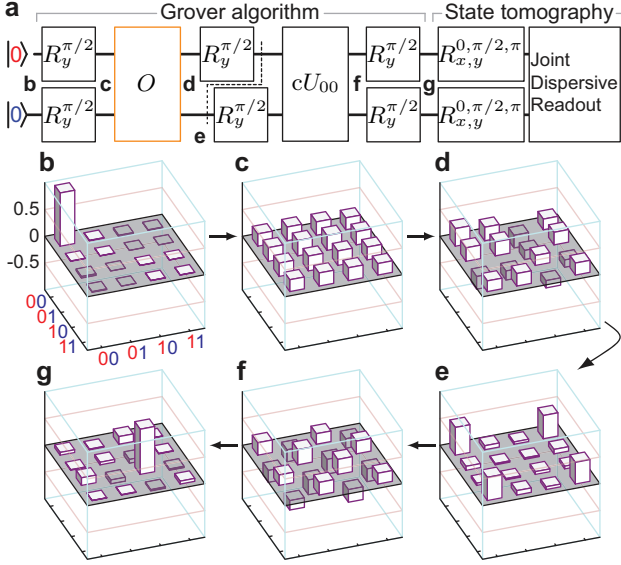 a Grover algorithm State tomography
|0⟩ R_y^{π/2} O R_y^{π/2} cU_{00} R_y^{π/2} R_{x,y}^{0,π/2,π} Joint Dispersive Readout
b c d f g
|0⟩ R_y^{π/2} R_y^{π/2} R_y^{π/2} R_{x,y}^{0,π/2,π}
e
b c d
0.5
0
-0.5
00
01
10
11
00 01 10 11
g f e